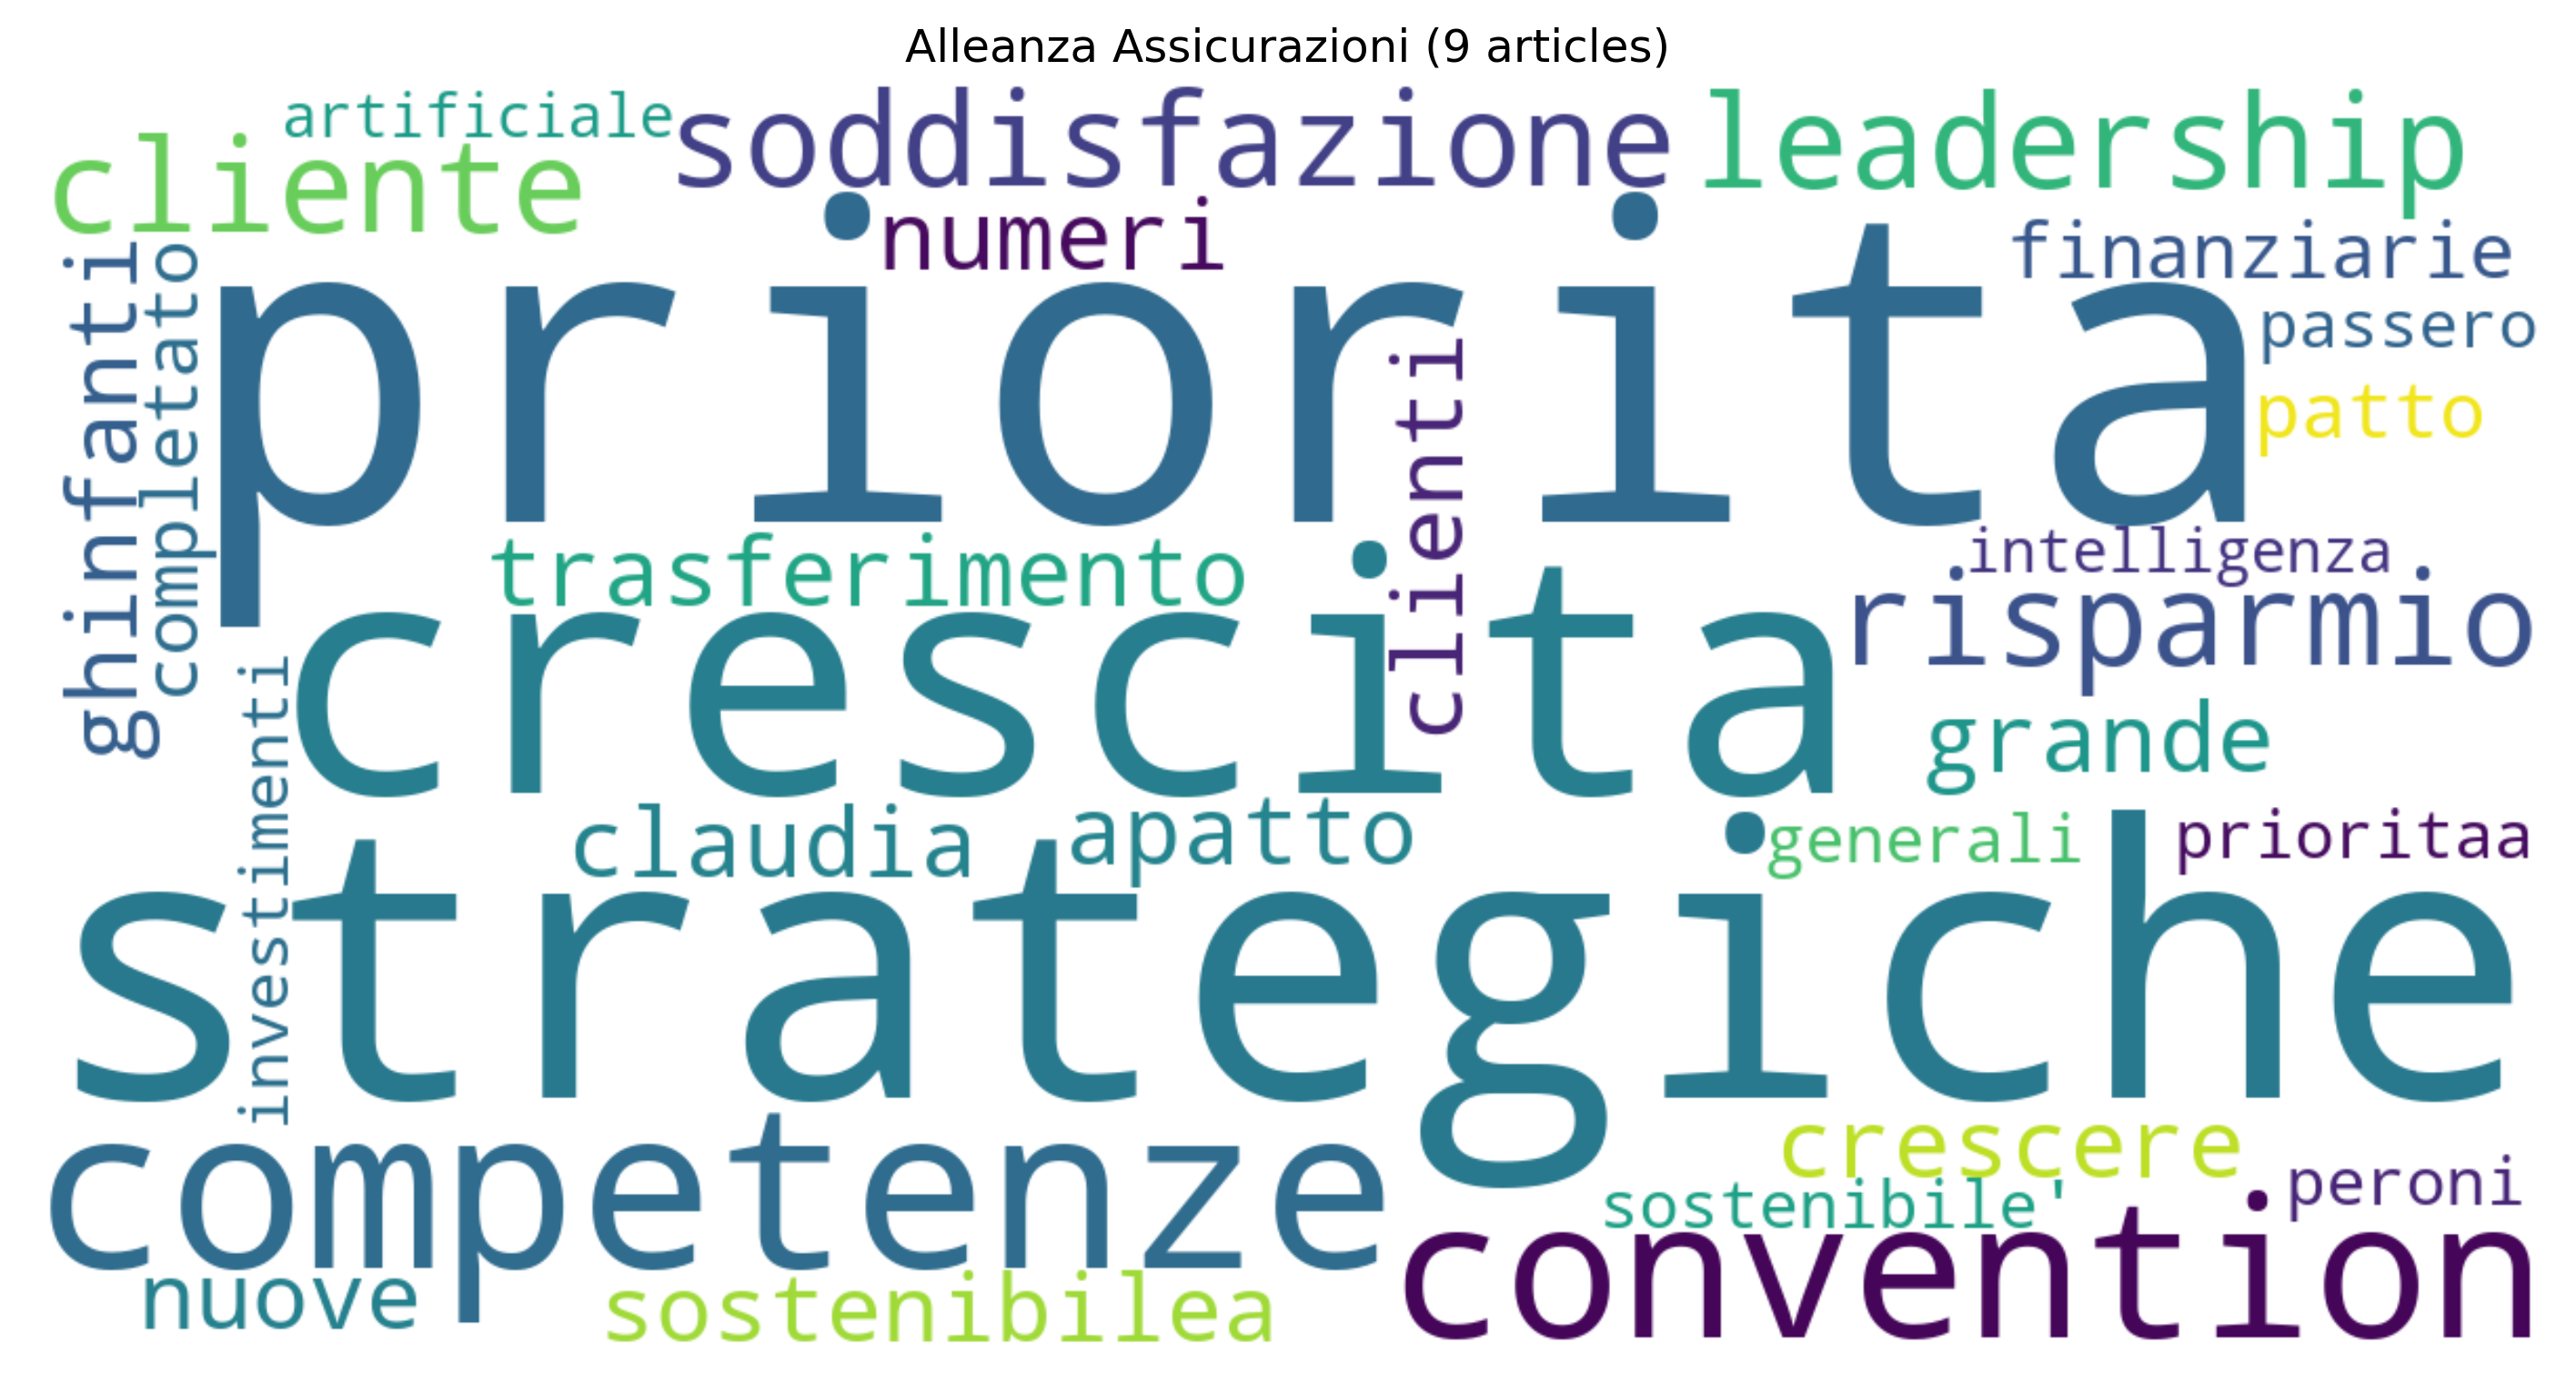 Alleanza Assicurazioni (9 articles)
artificiale
cliente
soddisfazione
leadership
numeri
finanziarie
priorita
passero
patto
ghinfanti
completato
clienti
trasferimento
intelligenza
risparmio
crescita
grande
investimenti
claudia
apatto
generali
prioritaa
strategiche
competenze
crescere
sostenibile'
peroni
convention
nuove
sostenibilea